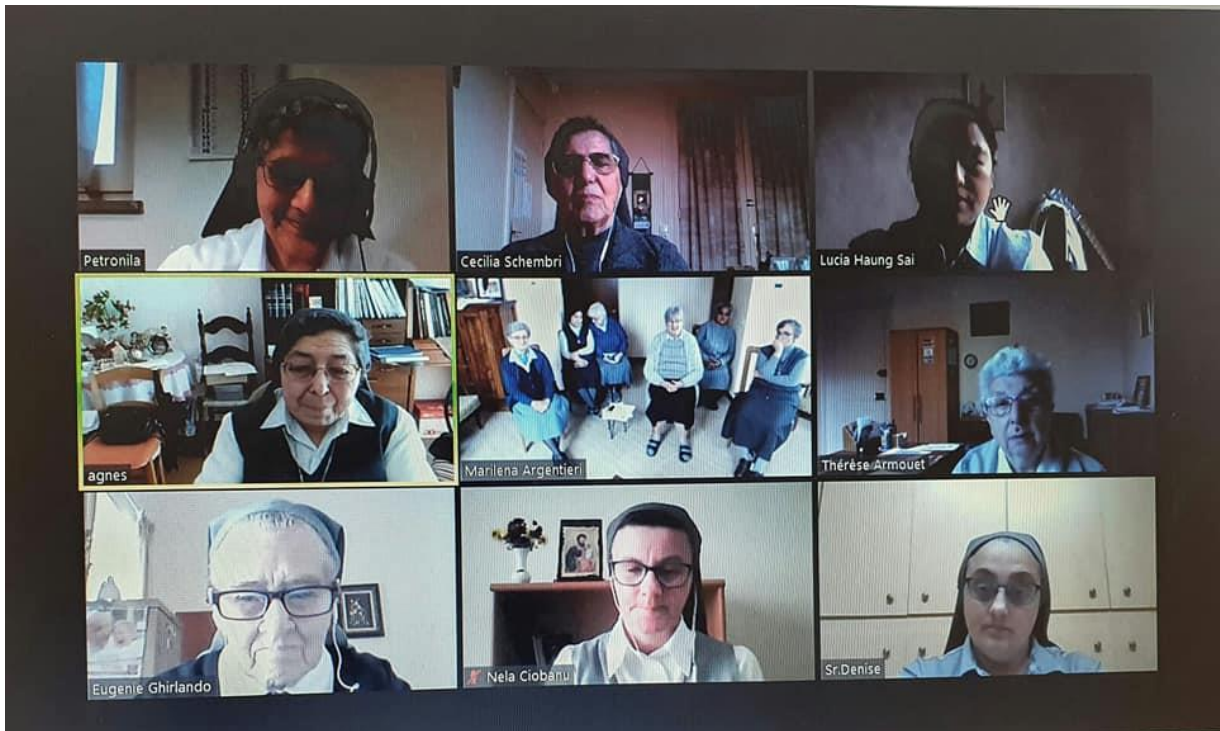 Petronila
Cecilia Schembri
Lucia Haung Sai
agnes
Marilena Argentieri
Thérèse Armouet
Eugenie Ghirlando
Nela Ciobanu
Sr.Denise